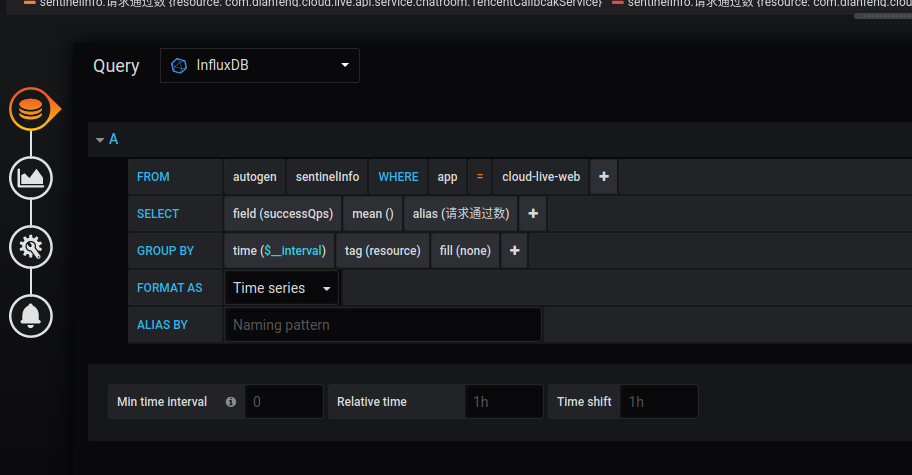 sentinelInfo.请求通过数 {resource: com.dianfeng.cloud.live.api.service.chatroom.TencentCallbcakService} sentinelInfo.请求通过数 {resource: com.dianfeng.clou
Query InfluxDB
A
FROM autogen sentinelInfo WHERE app = cloud-live-web +
SELECT field (successQps) mean () alias (请求通过数) +
GROUP BY time ($__interval) tag (resource) fill (none) +
FORMAT AS Time series
ALIAS BY Naming pattern
Min time interval 0 Relative time 1h Time shift 1h